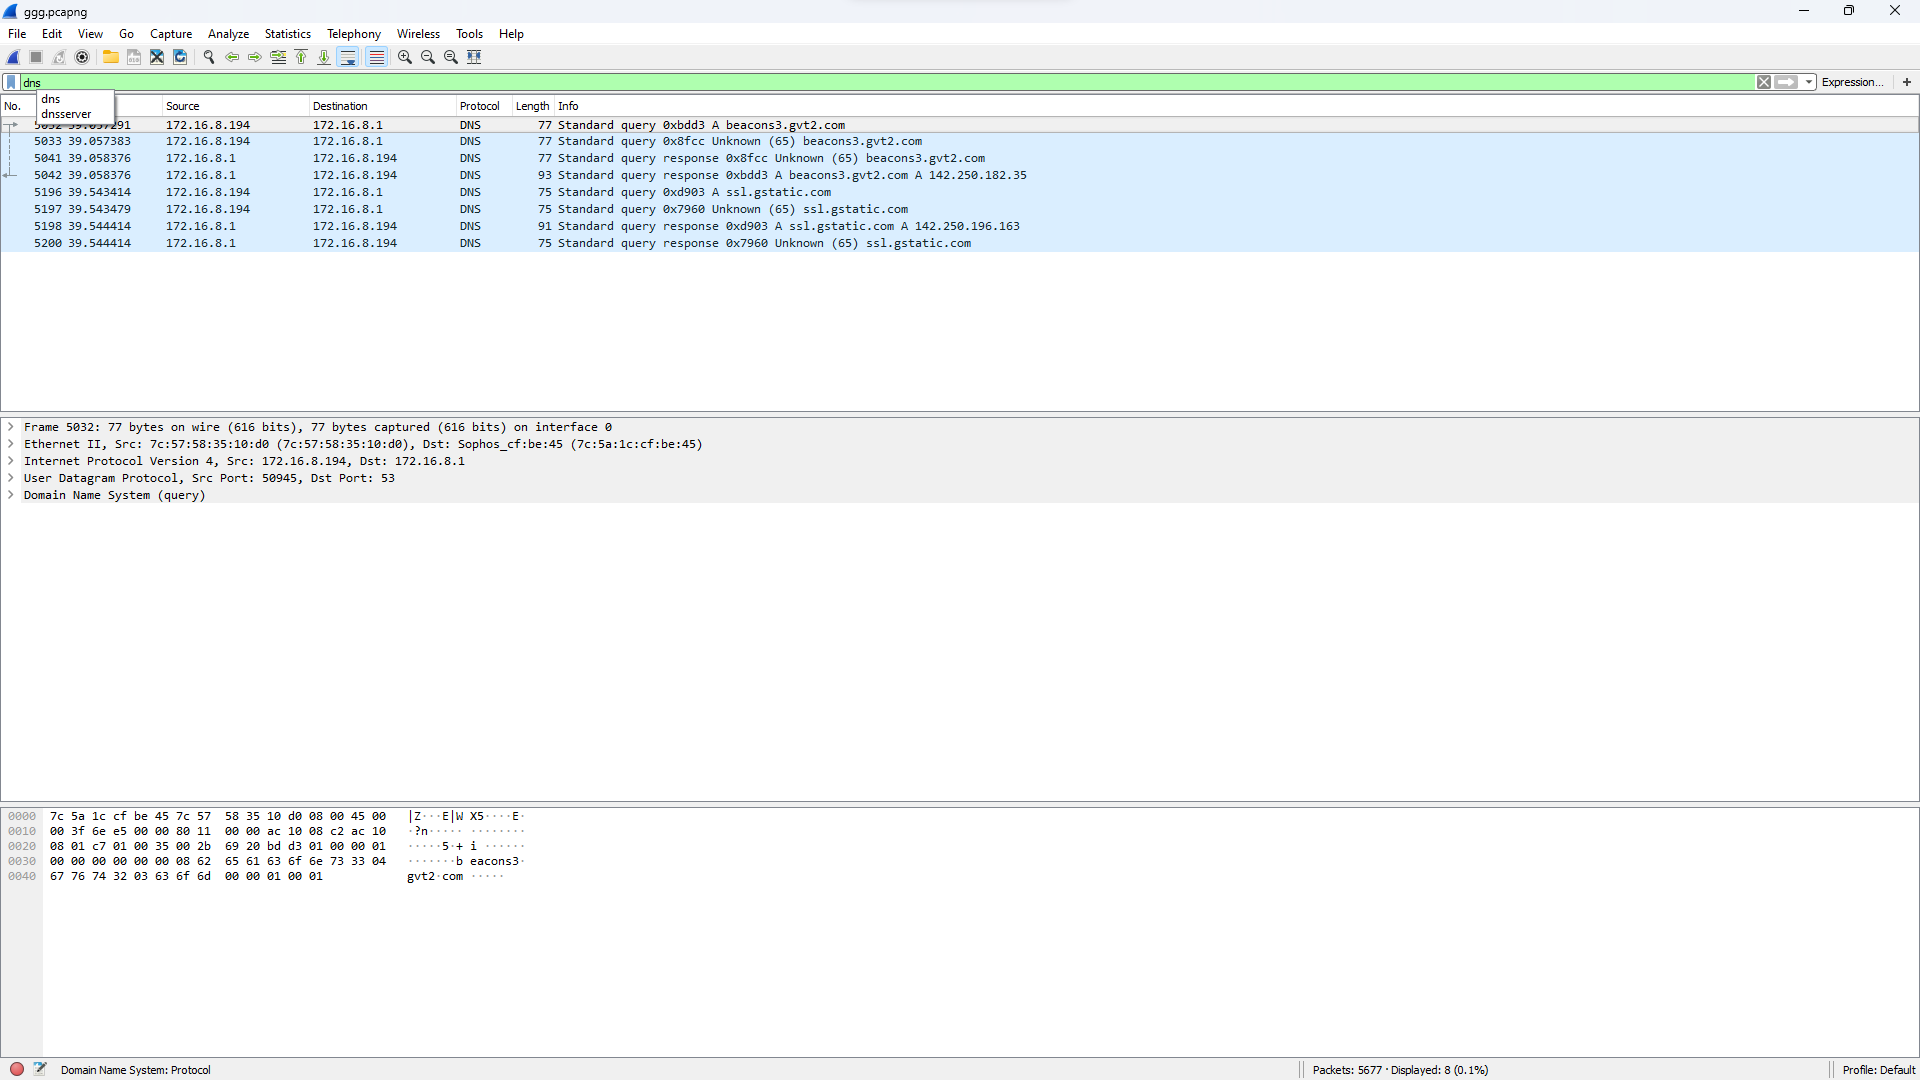 ggg.pcapng
File Edit View Go Capture Analyze Statistics Telephony Wireless Tools Help
dns Expression... +
dns
dnsserver
No. Source Destination Protocol Length Info
5032 39.057291 172.16.8.194 172.16.8.1 DNS 77 Standard query 0xbdd3 A beacons3.gvt2.com
5033 39.057383 172.16.8.194 172.16.8.1 DNS 77 Standard query 0x8fcc Unknown (65) beacons3.gvt2.com
5041 39.058376 172.16.8.1 172.16.8.194 DNS 77 Standard query response 0x8fcc Unknown (65) beacons3.gvt2.com
5042 39.058376 172.16.8.1 172.16.8.194 DNS 93 Standard query response 0xbdd3 A beacons3.gvt2.com A 142.250.182.35
5196 39.543414 172.16.8.194 172.16.8.1 DNS 75 Standard query 0xd903 A ssl.gstatic.com
5197 39.543479 172.16.8.194 172.16.8.1 DNS 75 Standard query 0x7960 Unknown (65) ssl.gstatic.com
5198 39.544414 172.16.8.1 172.16.8.194 DNS 91 Standard query response 0xd903 A ssl.gstatic.com A 142.250.196.163
5200 39.544414 172.16.8.1 172.16.8.194 DNS 75 Standard query response 0x7960 Unknown (65) ssl.gstatic.com
Frame 5032: 77 bytes on wire (616 bits), 77 bytes captured (616 bits) on interface 0
Ethernet II, Src: 7c:57:58:35:10:d0 (7c:57:58:35:10:d0), Dst: Sophos_cf:be:45 (7c:5a:1c:cf:be:45)
Internet Protocol Version 4, Src: 172.16.8.194, Dst: 172.16.8.1
User Datagram Protocol, Src Port: 50945, Dst Port: 53
Domain Name System (query)
0000 7c 5a 1c cf be 45 7c 57 58 35 10 d0 08 00 45 00 |Z···E|W X5····E·
0010 00 3f 6e e5 00 00 80 11 00 00 ac 10 08 c2 ac 10 ·?n····· ········
0020 08 01 c7 01 00 35 00 2b 69 20 bd d3 01 00 00 01 ·····5·+ i ······
0030 00 00 00 00 00 00 08 62 65 61 63 6f 6e 73 33 04 ·······b eacons3·
0040 67 76 74 32 03 63 6f 6d 00 00 01 00 01 gvt2·com ·····
Domain Name System: Protocol Packets: 5677 · Displayed: 8 (0.1%) Profile: Default